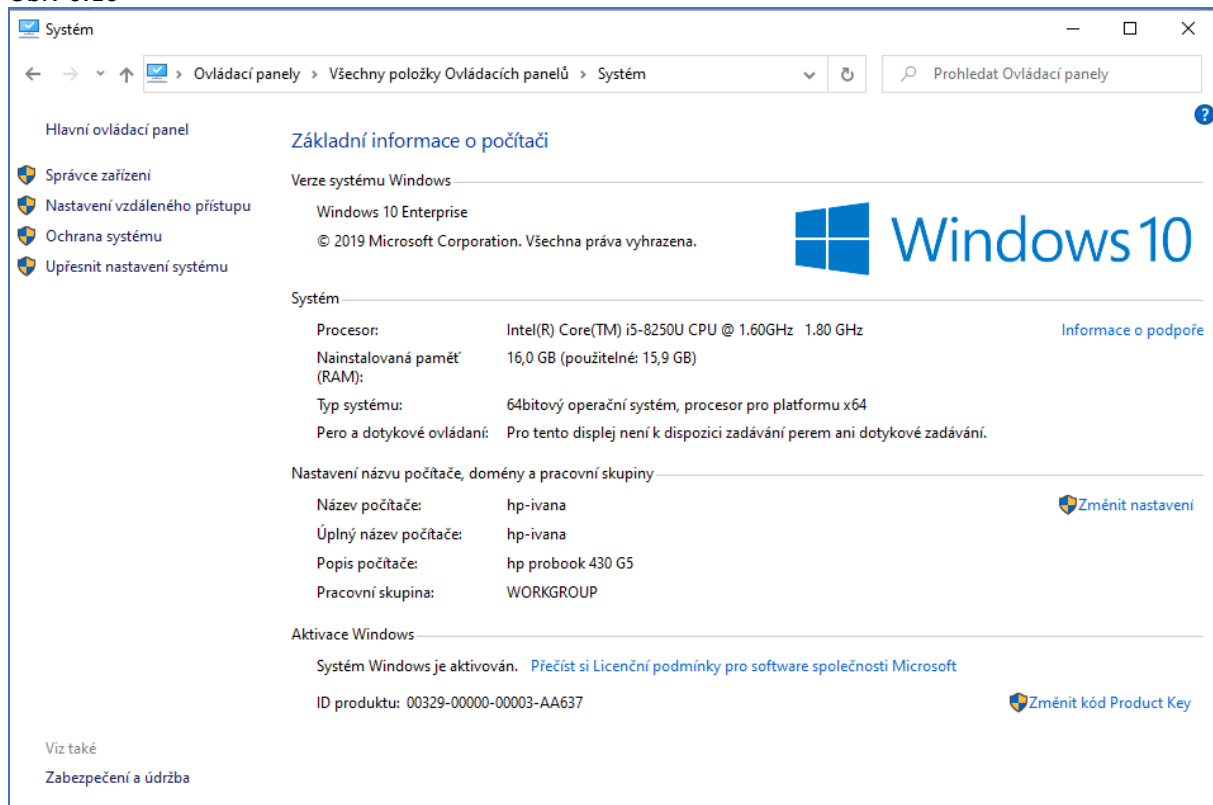 Systém
Ovládací panely > Všechny položky Ovládacích panelů > Systém
Prohledat Ovládací panely
Hlavní ovládací panel
Správce zařízení
Nastavení vzdáleného přístupu
Ochrana systému
Upřesnit nastavení systému
Základní informace o počítači
Verze systému Windows
Windows 10 Enterprise
© 2019 Microsoft Corporation. Všechna práva vyhrazena.
Windows 10
Systém
Procesor: Intel(R) Core(TM) i5-8250U CPU @ 1.60GHz 1.80 GHz
Informace o podpoře
Nainstalovaná paměť 16,0 GB (použitelné: 15,9 GB)
(RAM):
Typ systému: 64bitový operační systém, procesor pro platformu x64
Pero a dotykové ovládaní: Pro tento displej není k dispozici zadávání perem ani dotykové zadávání.
Nastavení názvu počítače, domény a pracovní skupiny
Název počítače: hp-ivana
Změnit nastavení
Úplný název počítače: hp-ivana
Popis počítače: hp probook 430 G5
Pracovní skupina: WORKGROUP
Aktivace Windows
Systém Windows je aktivován. Přečíst si Licenční podmínky pro software společnosti Microsoft
ID produktu: 00329-00000-00003-AA637
Změnit kód Product Key
Viz také
Zabezpečení a údržba